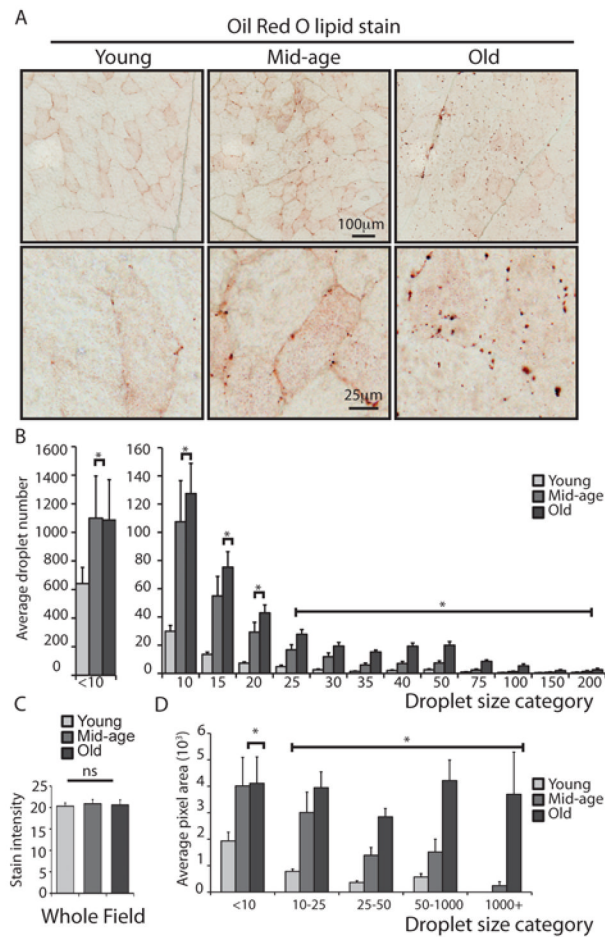 A
Oil Red O lipid stain
Young Mid-age Old
100μm
25μm
B
Average droplet number
1600
1400
1200
1000
800
600
400
200
0
*
<10
160
140
120
100
80
60
40
20
0
* * * *
Young
Mid-age
Old
10 15 20 25 30 35 40 50 75 100 150 200
Droplet size category
C
Young
Mid-age
Old
Stain intensity
25
20
15
10
5
0
ns
Whole Field
D
Average pixel area (10³)
6
5
4
3
2
1
0
* *
Young
Mid-age
Old
<10 10-25 25-50 50-1000 1000+
Droplet size category